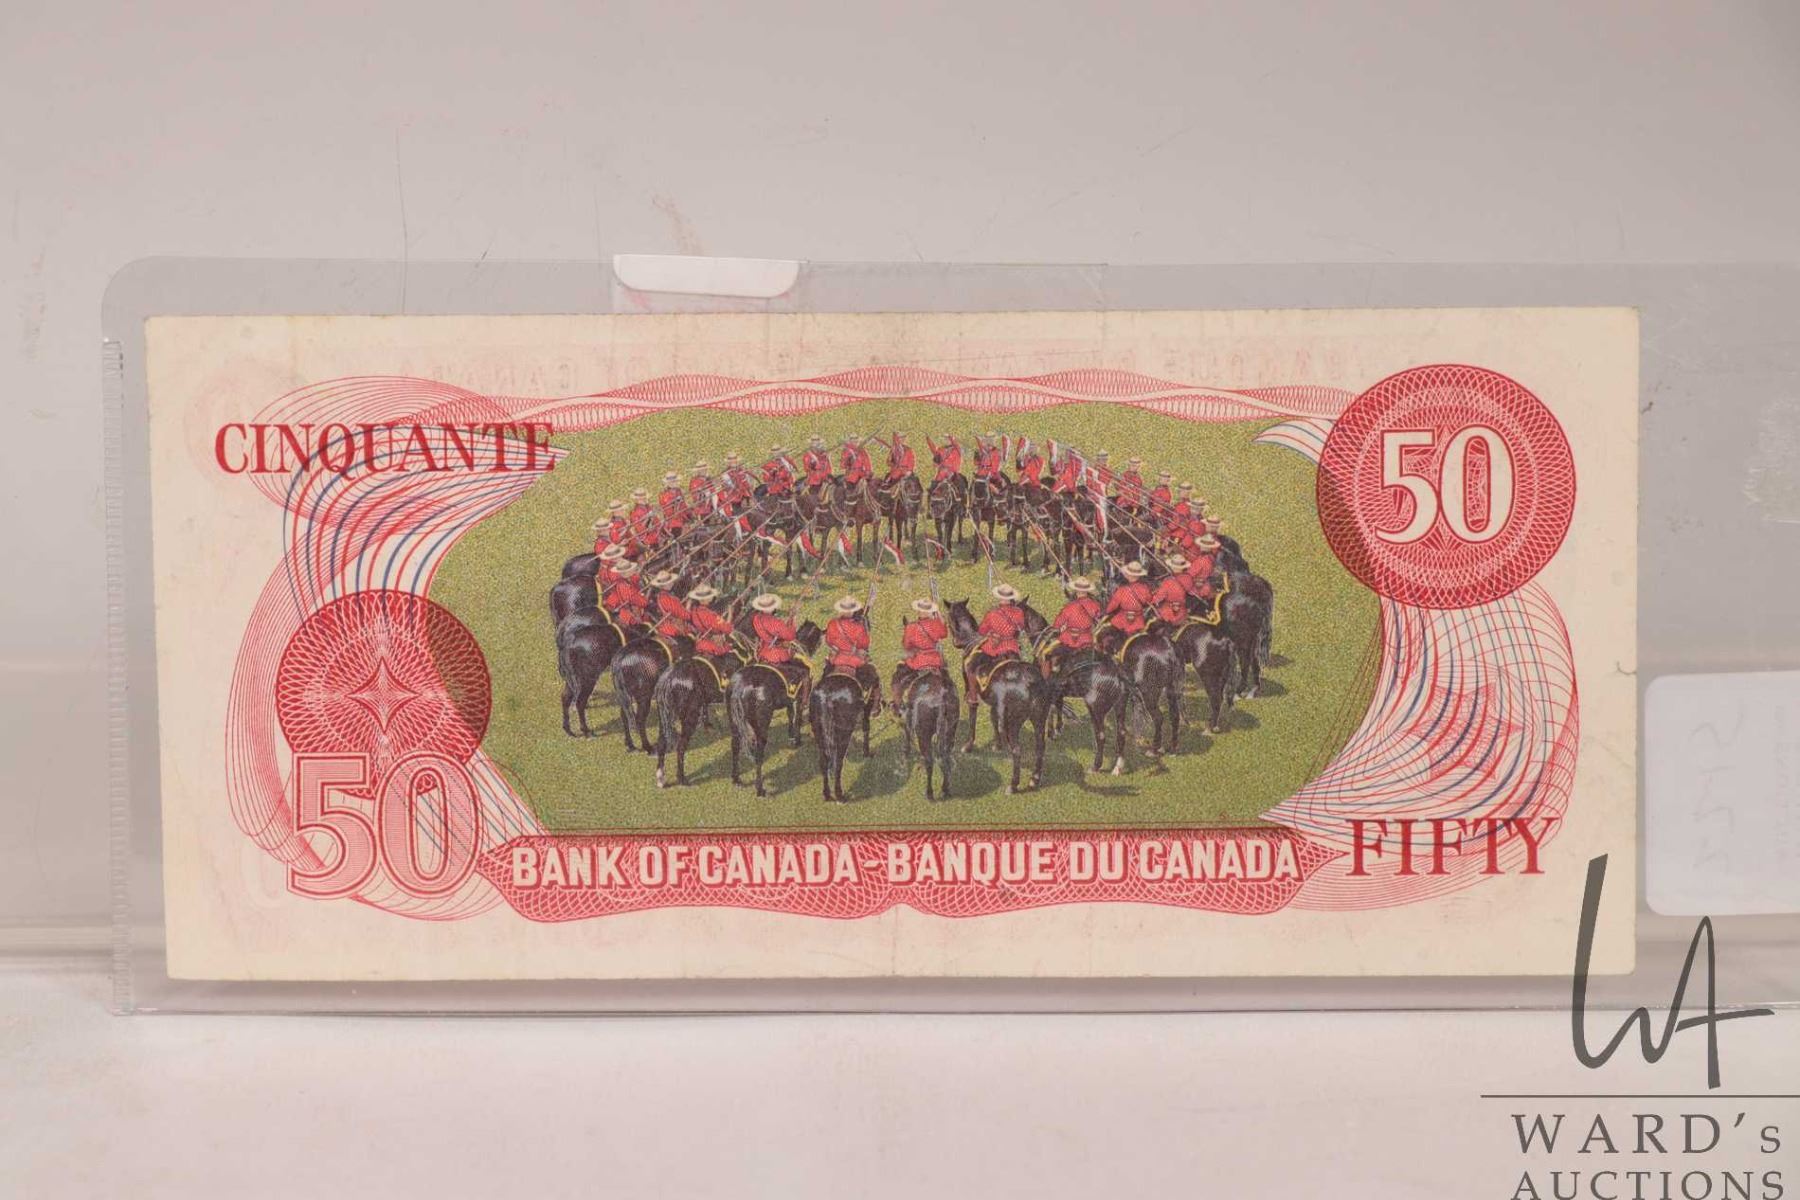 CINQUANTE
50
50
BANK OF CANADA-BANQUE DU CANADA
FIFTY
WARD's
AUCTIONS